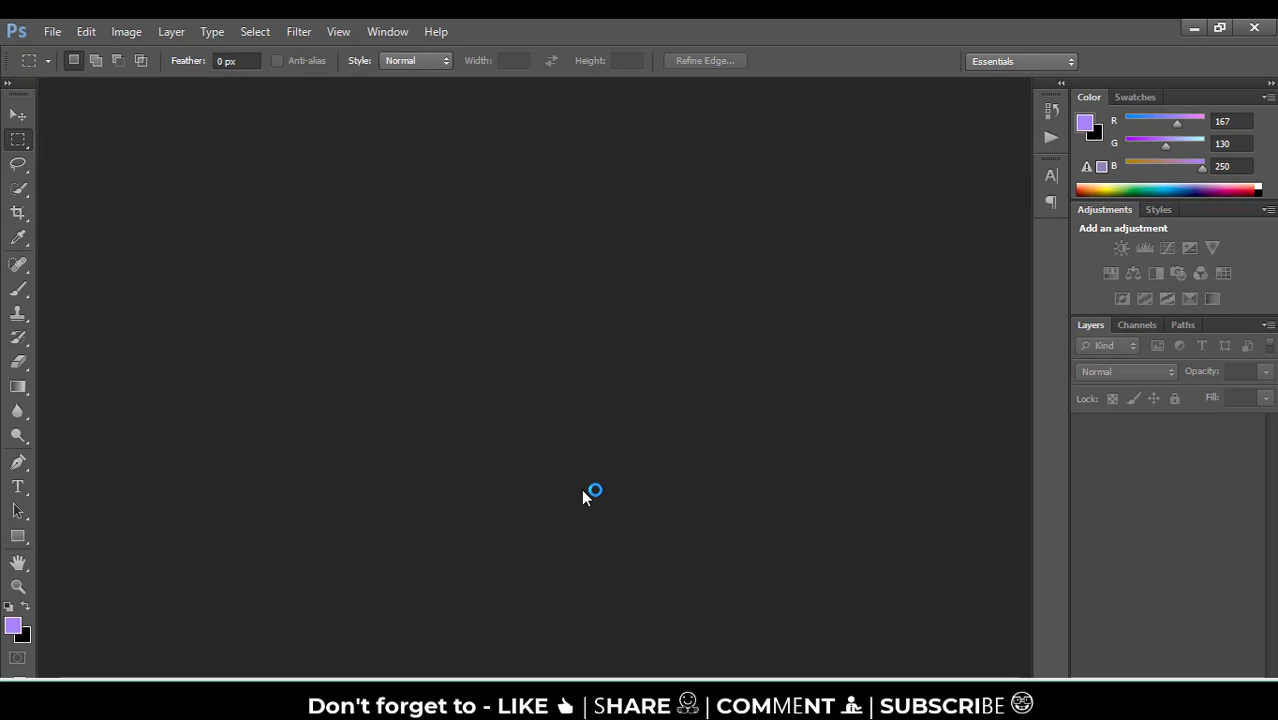 Ps File Edit Image Layer Type Select Filter View Window Help
Feather: 0 px Anti-alias Style: Normal Width: Height: Refine Edge... Essentials
Color Swatches
R 167
G 130
B 250
Adjustments Styles
Add an adjustment
Layers Channels Paths
Kind
Normal Opacity:
Lock: Fill:
Don't forget to - LIKE | SHARE | COMMENT | SUBSCRIBE